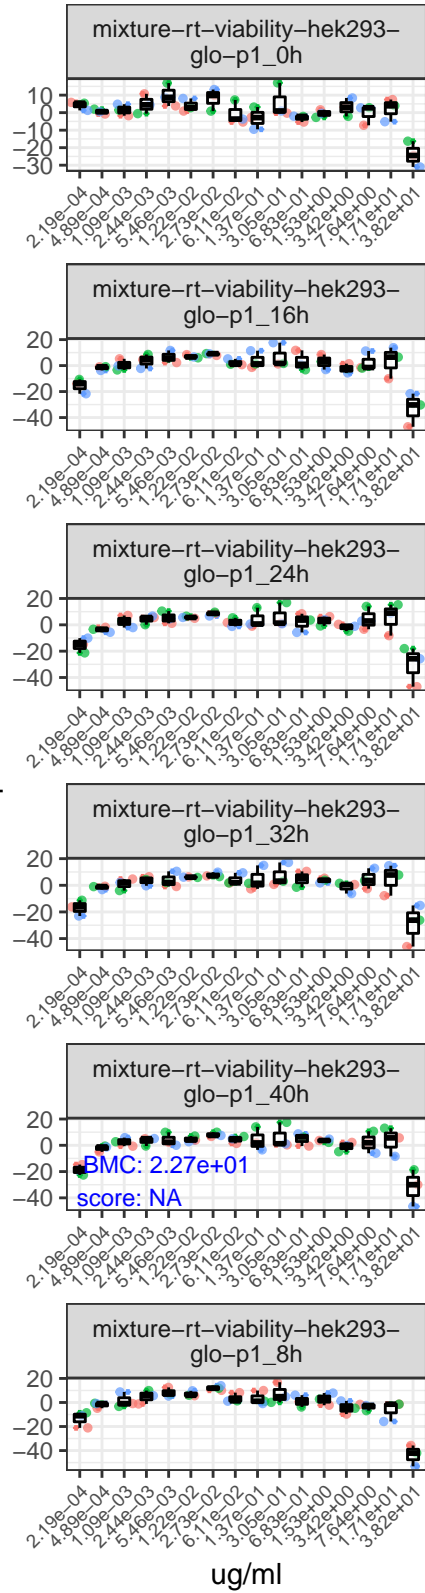 mixture−rt−viability−hek293−
glo−p1_0h
10
0
−10
−20
−30
2.19e−04
4.89e−04
1.09e−03
2.44e−03
5.46e−03
1.22e−02
2.73e−02
6.11e−02
1.37e−01
3.05e−01
6.83e−01
1.53e+00
3.42e+00
7.64e+00
1.71e+01
3.82e+01
mixture−rt−viability−hek293−
glo−p1_16h
20
0
−20
−40
2.19e−04
4.89e−04
1.09e−03
2.44e−03
5.46e−03
1.22e−02
2.73e−02
6.11e−02
1.37e−01
3.05e−01
6.83e−01
1.53e+00
3.42e+00
7.64e+00
1.71e+01
3.82e+01
mixture−rt−viability−hek293−
glo−p1_24h
20
0
−20
−40
2.19e−04
4.89e−04
1.09e−03
2.44e−03
5.46e−03
1.22e−02
2.73e−02
6.11e−02
1.37e−01
3.05e−01
6.83e−01
1.53e+00
3.42e+00
7.64e+00
1.71e+01
3.82e+01
mixture−rt−viability−hek293−
glo−p1_32h
20
0
−20
−40
2.19e−04
4.89e−04
1.09e−03
2.44e−03
5.46e−03
1.22e−02
2.73e−02
6.11e−02
1.37e−01
3.05e−01
6.83e−01
1.53e+00
3.42e+00
7.64e+00
1.71e+01
3.82e+01
mixture−rt−viability−hek293−
glo−p1_40h
20
0
−20
−40
BMC: 2.27e+01
score: NA
2.19e−04
4.89e−04
1.09e−03
2.44e−03
5.46e−03
1.22e−02
2.73e−02
6.11e−02
1.37e−01
3.05e−01
6.83e−01
1.53e+00
3.42e+00
7.64e+00
1.71e+01
3.82e+01
mixture−rt−viability−hek293−
glo−p1_8h
20
0
−20
−40
2.19e−04
4.89e−04
1.09e−03
2.44e−03
5.46e−03
1.22e−02
2.73e−02
6.11e−02
1.37e−01
3.05e−01
6.83e−01
1.53e+00
3.42e+00
7.64e+00
1.71e+01
3.82e+01
ug/ml